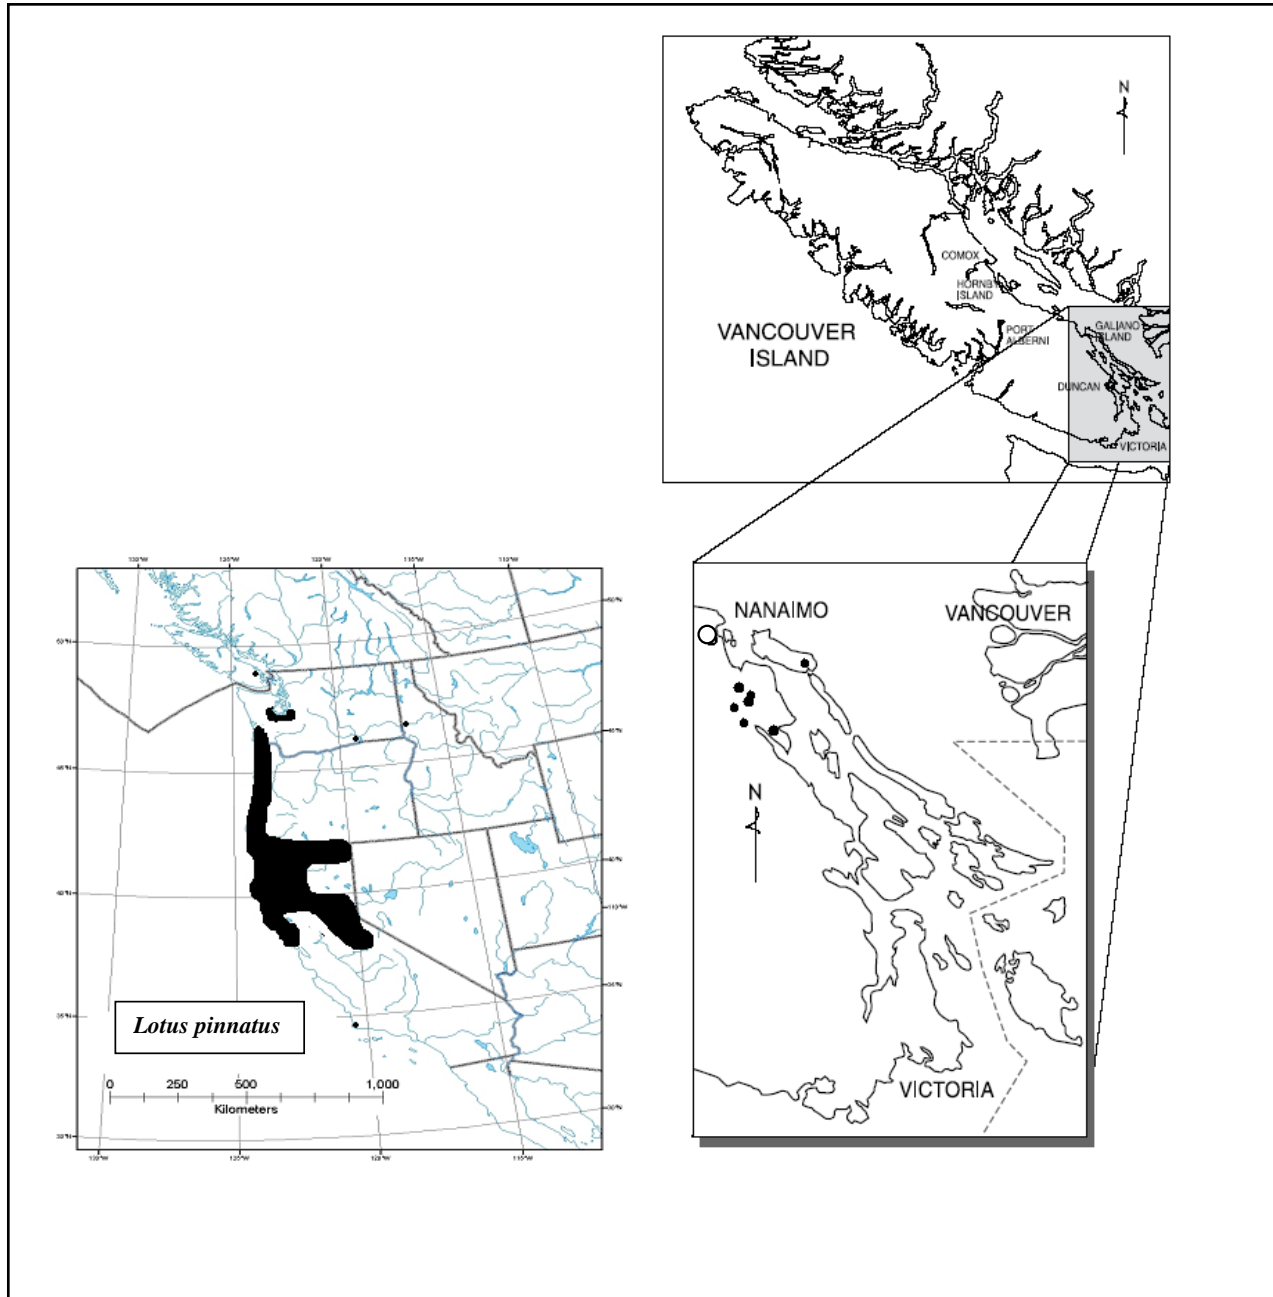 N
COMOX
HORNBY
ISLAND
VANCOUVER
ISLAND
PORT
ALBERNI
GALIANO
ISLAND
DUNCAN
VICTORIA
NANAIMO
VANCOUVER
N
VICTORIA
Lotus pinnatus
0 250 500 1,000
Kilometers